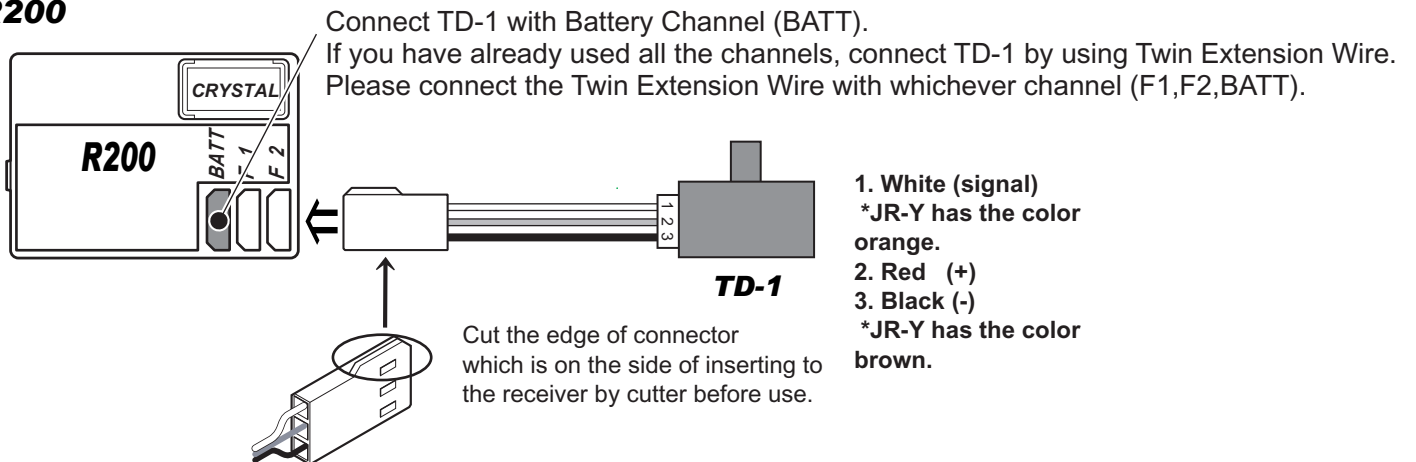 R200
Connect TD-1 with Battery Channel (BATT).
If you have already used all the channels, connect TD-1 by using Twin Extension Wire.
Please connect the Twin Extension Wire with whichever channel (F1,F2,BATT).
CRYSTAL
R200
BATT
F 1
F 2
1
2
3
TD-1
1. White (signal)
*JR-Y has the color
orange.
2. Red (+)
3. Black (-)
*JR-Y has the color
brown.
Cut the edge of connector
which is on the side of inserting to
the receiver by cutter before use.